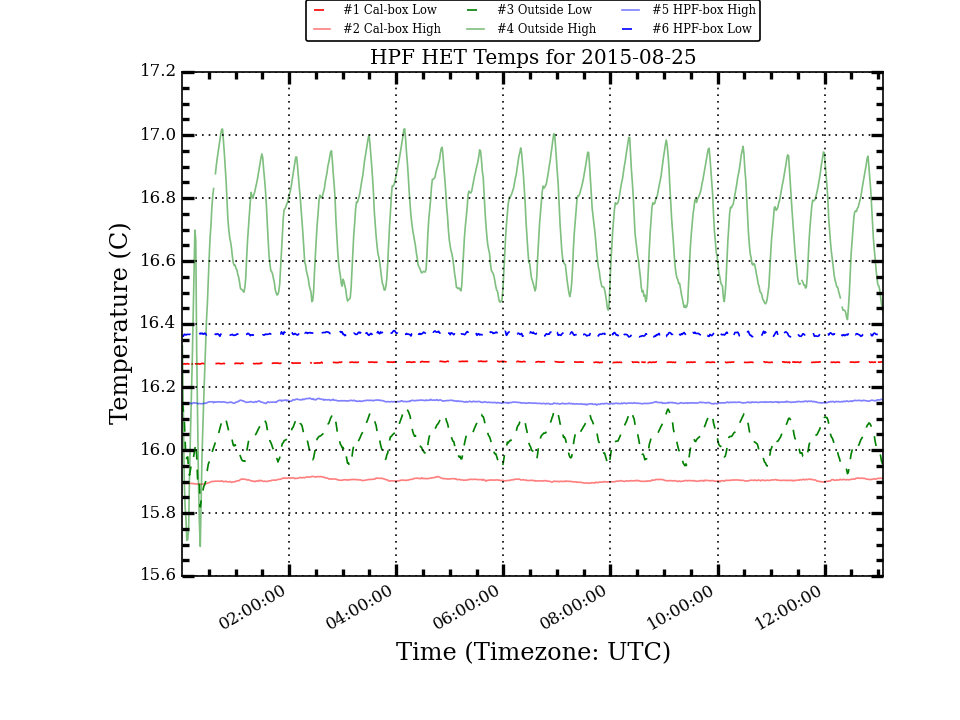 #1 Cal-box Low #3 Outside Low #5 HPF-box High
#2 Cal-box High #4 Outside High #6 HPF-box Low
HPF HET Temps for 2015-08-25
17.2
17.0
16.8
16.6
16.4
16.2
16.0
15.8
15.6
Temperature (C)
02:00:00 04:00:00 06:00:00 08:00:00 10:00:00 12:00:00
Time (Timezone: UTC)